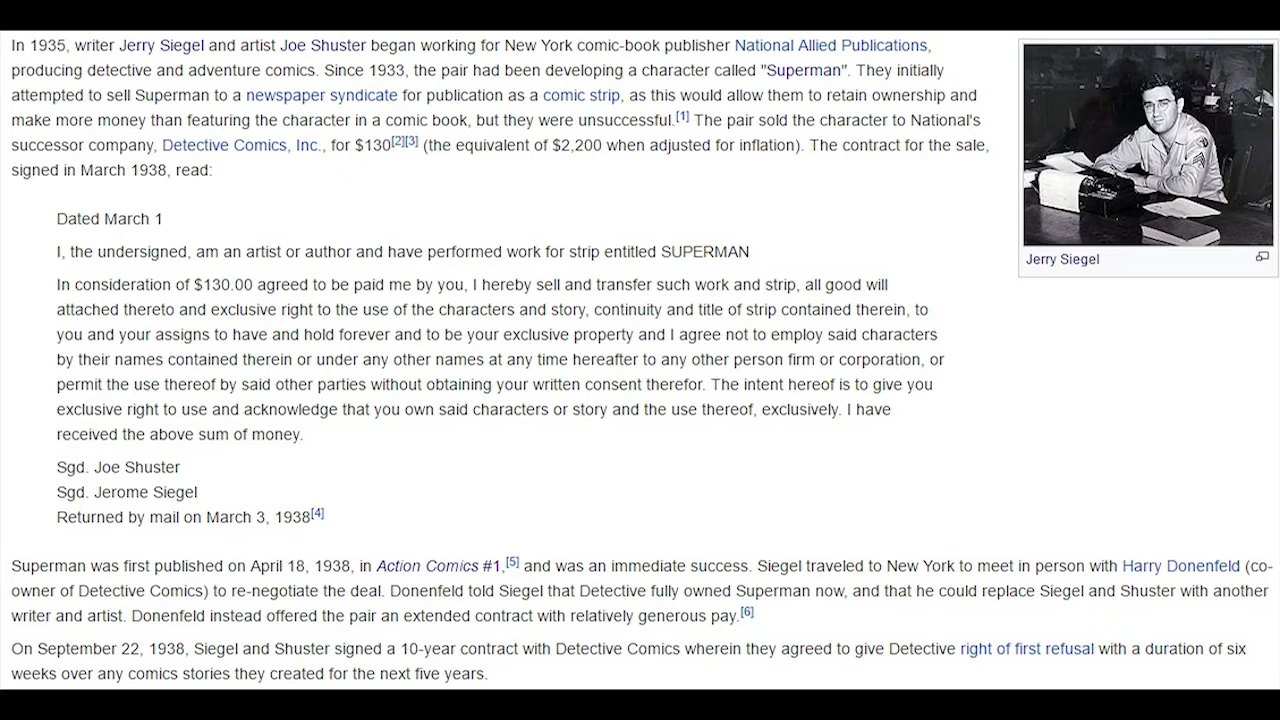 In 1935, writer Jerry Siegel and artist Joe Shuster began working for New York comic-book publisher National Allied Publications,
producing detective and adventure comics. Since 1933, the pair had been developing a character called "Superman". They initially
attempted to sell Superman to a newspaper syndicate for publication as a comic strip, as this would allow them to retain ownership and
make more money than featuring the character in a comic book, but they were unsuccessful.[1] The pair sold the character to National's
successor company, Detective Comics, Inc., for $130[2][3] (the equivalent of $2,200 when adjusted for inflation). The contract for the sale,
signed in March 1938, read:
Dated March 1
I, the undersigned, am an artist or author and have performed work for strip entitled SUPERMAN
In consideration of $130.00 agreed to be paid me by you, I hereby sell and transfer such work and strip, all good will
attached thereto and exclusive right to the use of the characters and story, continuity and title of strip contained therein, to
you and your assigns to have and hold forever and to be your exclusive property and I agree not to employ said characters
by their names contained therein or under any other names at any time hereafter to any other person firm or corporation, or
permit the use thereof by said other parties without obtaining your written consent therefor. The intent hereof is to give you
exclusive right to use and acknowledge that you own said characters or story and the use thereof, exclusively. I have
received the above sum of money.
Sgd. Joe Shuster
Sgd. Jerome Siegel
Returned by mail on March 3, 1938[4]
Jerry Siegel
Superman was first published on April 18, 1938, in Action Comics #1,[5] and was an immediate success. Siegel traveled to New York to meet in person with Harry Donenfeld (co-
owner of Detective Comics) to re-negotiate the deal. Donenfeld told Siegel that Detective fully owned Superman now, and that he could replace Siegel and Shuster with another
writer and artist. Donenfeld instead offered the pair an extended contract with relatively generous pay.[6]
On September 22, 1938, Siegel and Shuster signed a 10-year contract with Detective Comics wherein they agreed to give Detective right of first refusal with a duration of six
weeks over any comics stories they created for the next five years.